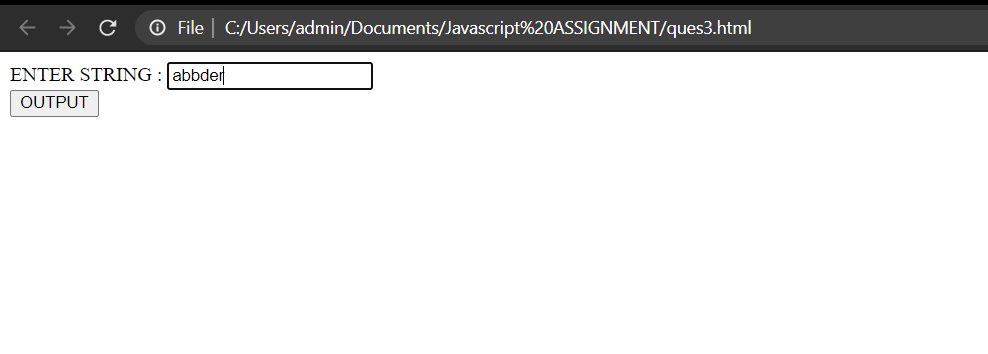 File | C:/Users/admin/Documents/Javascript%20ASSIGNMENT/ques3.html
ENTER STRING : abbder
OUTPUT